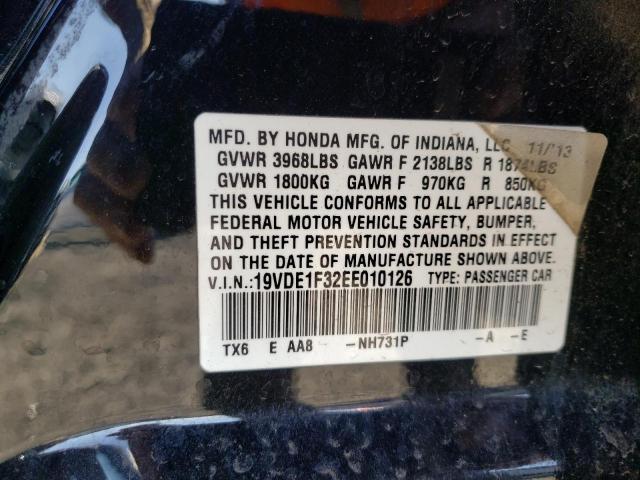 MFD. BY HONDA MFG. OF INDIANA, LLC 11/13
GVWR 3968LBS GAWR F 2138LBS R 1874LBS
GVWR 1800KG GAWR F 970KG R 850KG
THIS VEHICLE CONFORMS TO ALL APPLICABLE
FEDERAL MOTOR VEHICLE SAFETY, BUMPER,
AND THEFT PREVENTION STANDARDS IN EFFECT
ON THE DATE OF MANUFACTURE SHOWN ABOVE.
V.I.N.:19VDE1F32EE010126 TYPE: PASSENGER CAR
TX6 E AA8 -NH731P -A -E